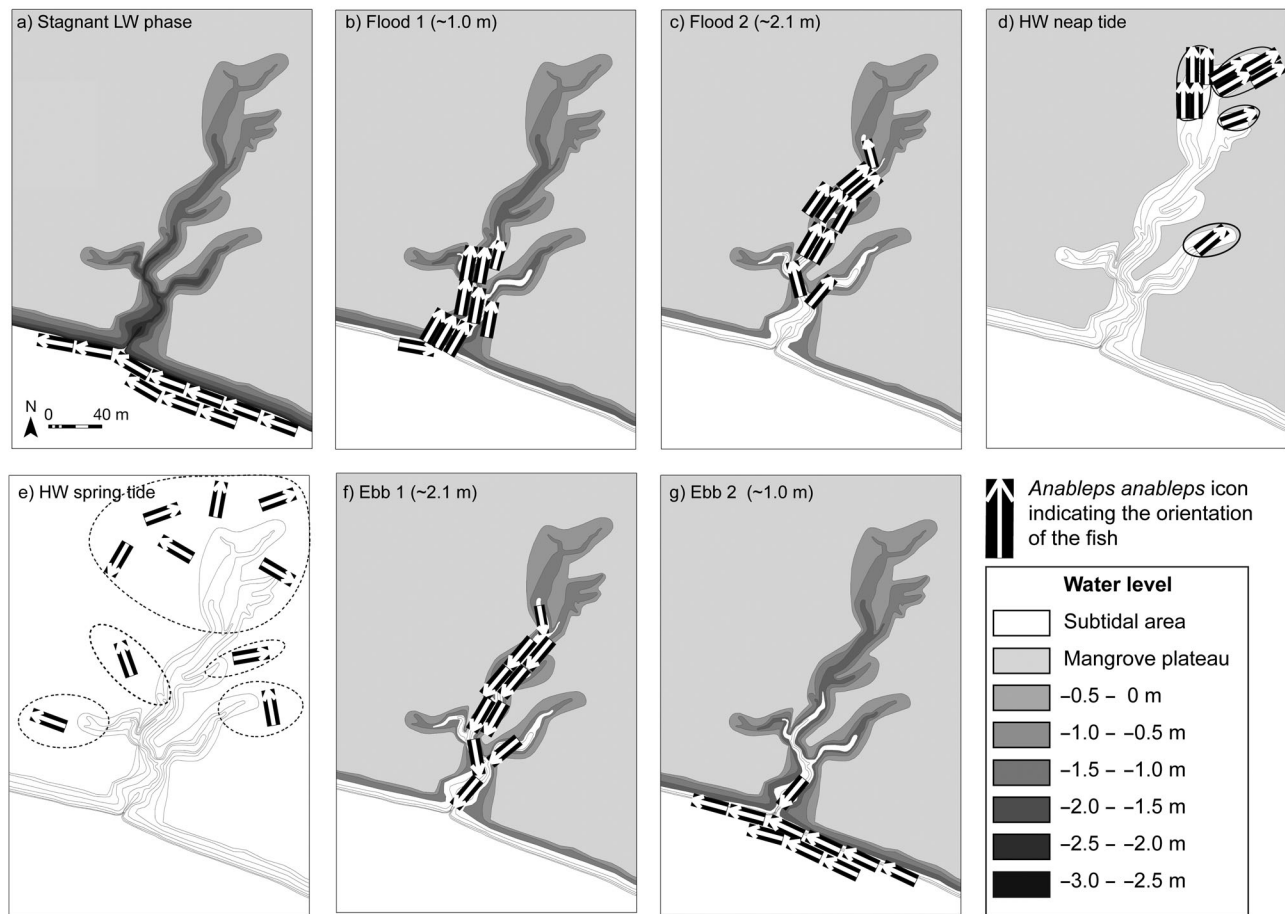 a) Stagnant LW phase
b) Flood 1 (~1.0 m)
c) Flood 2 (~2.1 m)
d) HW neap tide
N
0 40 m
e) HW spring tide
f) Ebb 1 (~2.1 m)
g) Ebb 2 (~1.0 m)
Anableps anableps icon
indicating the orientation
of the fish
Water level
Subtidal area
Mangrove plateau
−0.5 – 0 m
−1.0 – −0.5 m
−1.5 – −1.0 m
−2.0 – −1.5 m
−2.5 – −2.0 m
−3.0 – −2.5 m